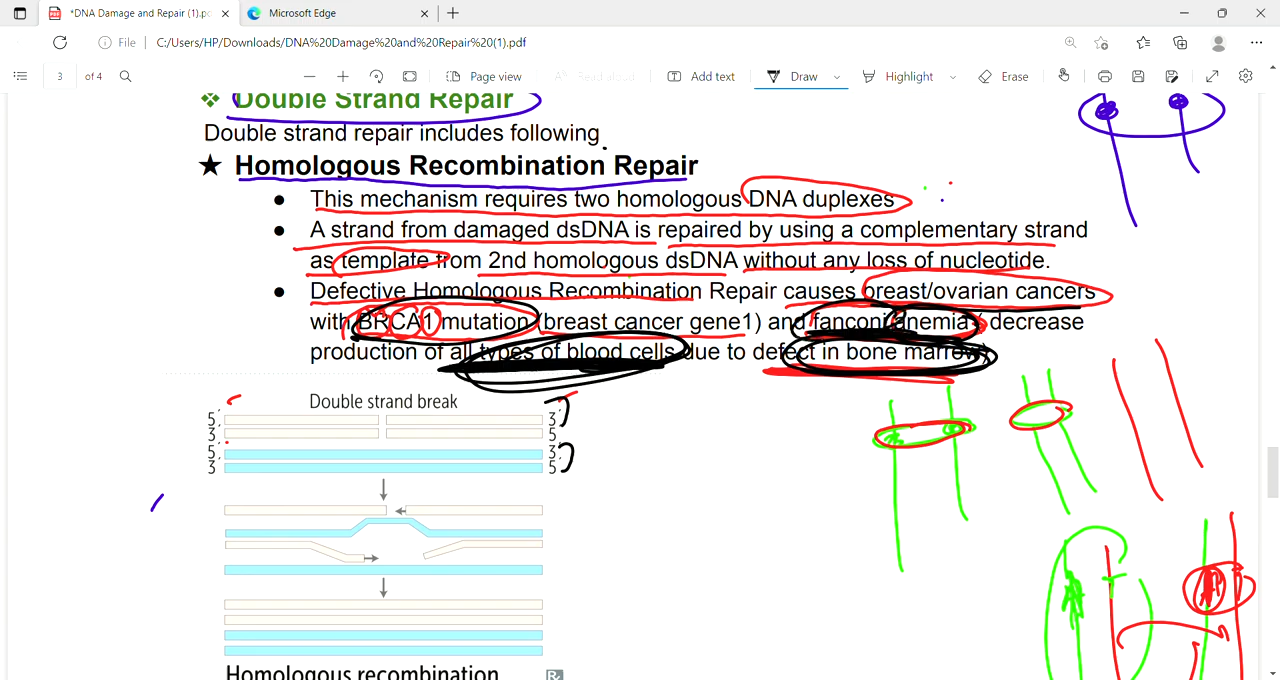 *DNA Damage and Repair (1).p
Microsoft Edge
File
C:/Users/HP/Downloads/DNA%20Damage%20and%20Repair%20(1).pdf
3 of 4
Page view
Read aloud
Add text
Draw
Highlight
Erase
❖ Double Strand Repair
Double strand repair includes following
★ Homologous Recombination Repair
● This mechanism requires two homologous DNA duplexes
● A strand from damaged dsDNA is repaired by using a complementary strand
as template from 2nd homologous dsDNA without any loss of nucleotide.
● Defective Homologous Recombination Repair causes breast/ovarian cancers
with BRCA1 mutation (breast cancer gene1) and fanconi anemia ( decrease
production of all types of blood cells due to defect in bone marrow)
Double strand break
5′ 3′
3′ 5′
5′ 3′
3′ 5′
A T
Homologous recombination